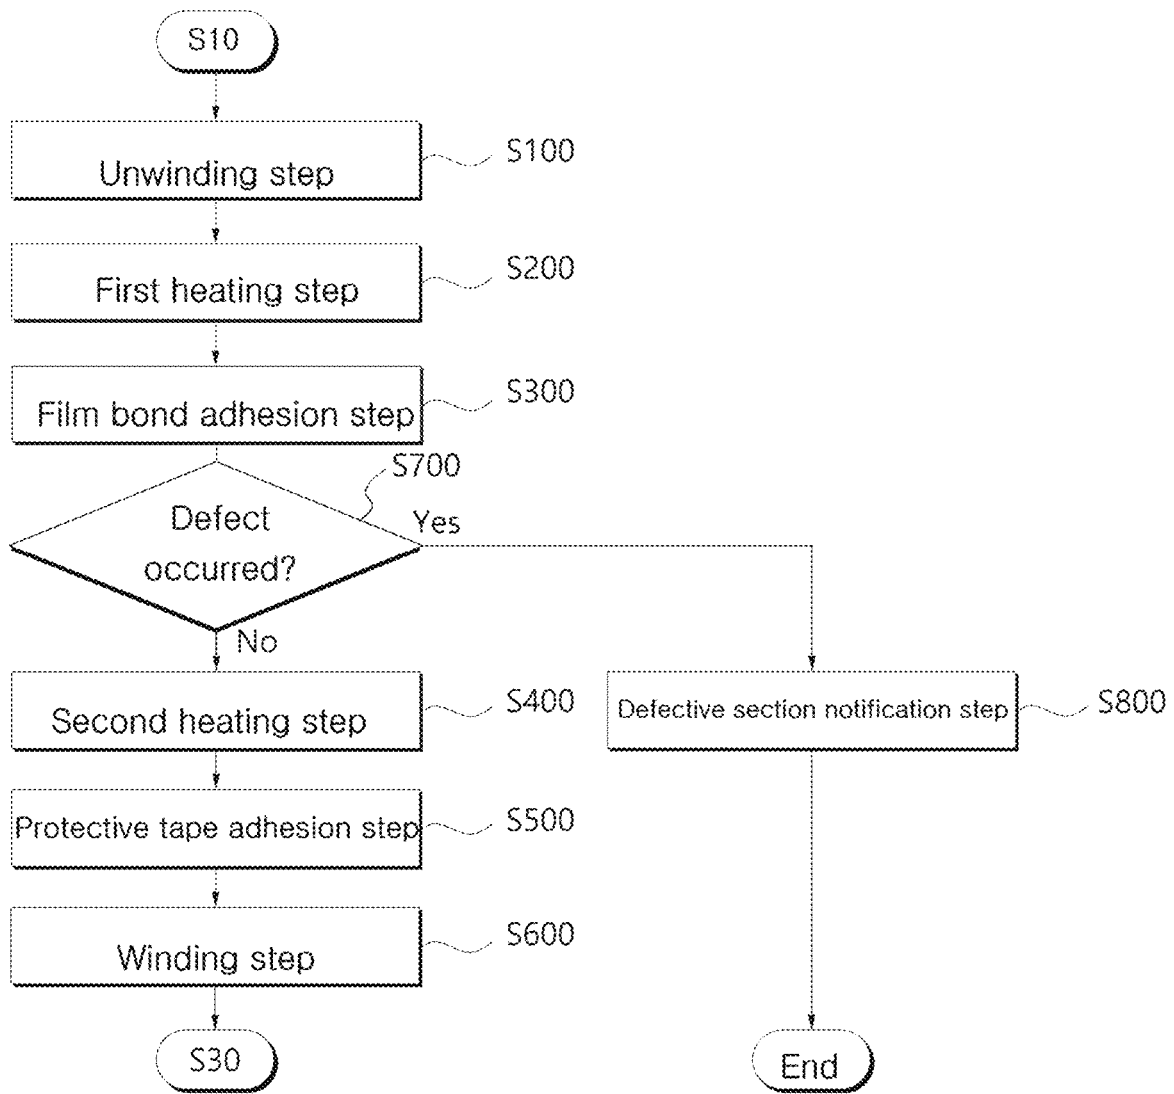 S10
Unwinding step
S100
First heating step
S200
Film bond adhesion step
S300
S700
Defect
occurred?
Yes
No
Second heating step
S400
Defective section notification step
S800
Protective tape adhesion step
S500
Winding step
S600
S30
End